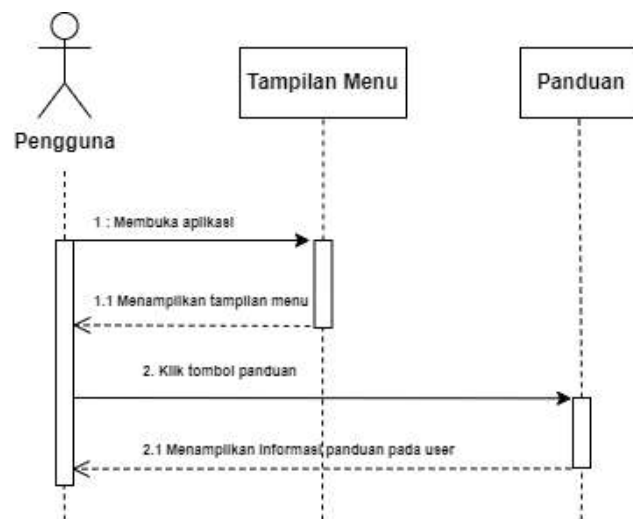 Tampilan Menu
Panduan
Pengguna
1 : Membuka aplikasi
1.1 Menampilkan tampilan menu
2. Klik tombol panduan
2.1 Menampilkan informasi panduan pada user